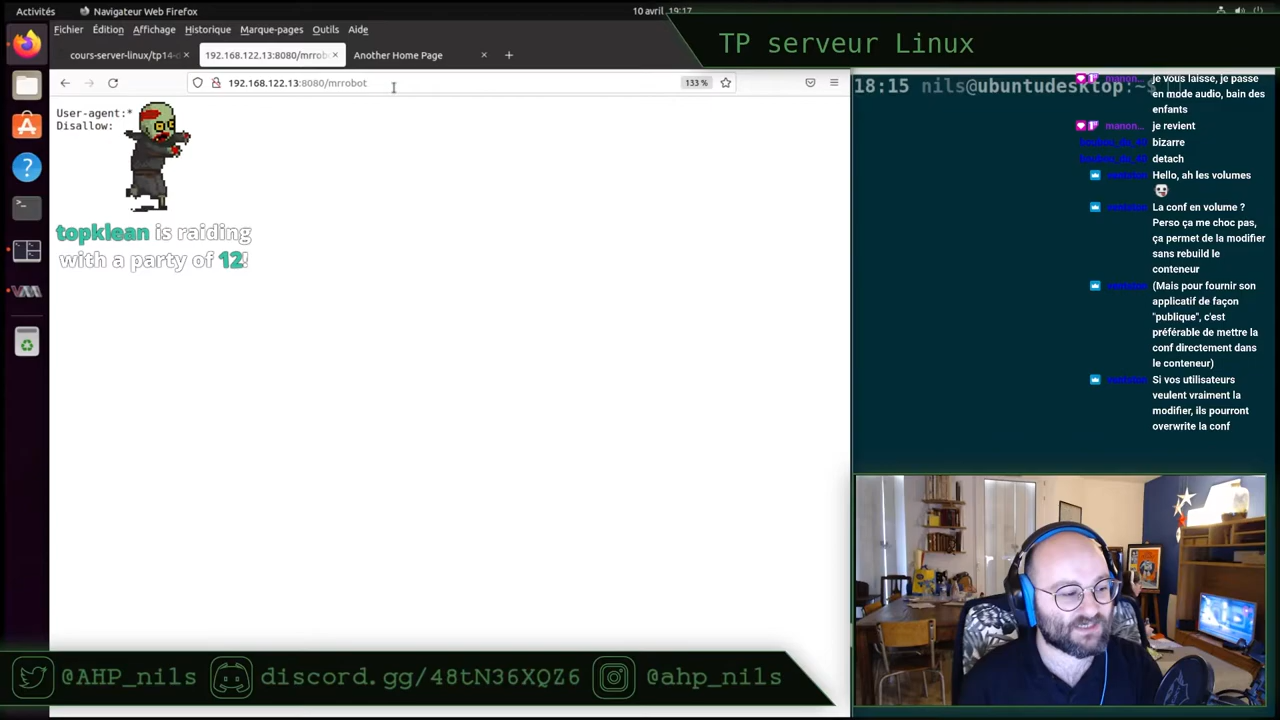 Activités
Navigateur Web Firefox
10 avril 19:17
Fichier Édition Affichage Historique Marque-pages Outils Aide
cours-server-linux/tp14-
192.168.122.13:8080/mrrob
Another Home Page
192.168.122.13:8080/mrrobot
133 %
User-agent:*
Disallow:
topklean is raiding
with a party of 12!
TP serveur Linux
18:15 nils@ubuntudesktop:~$
manon... je vous laisse, je passe
en mode audio, bain des
enfants
manon... je revient
bizarre
detach
Hello, ah les volumes
La conf en volume ?
Perso ça me choc pas,
ça permet de la modifier
sans rebuild le
conteneur
(Mais pour fournir son
applicatif de façon
"publique", c'est
préférable de mettre la
conf directement dans
le conteneur)
Si vos utilisateurs
veulent vraiment la
modifier, ils pourront
overwrite la conf
@AHP_nils
discord.gg/48tN36XQZ6
@ahp_nils